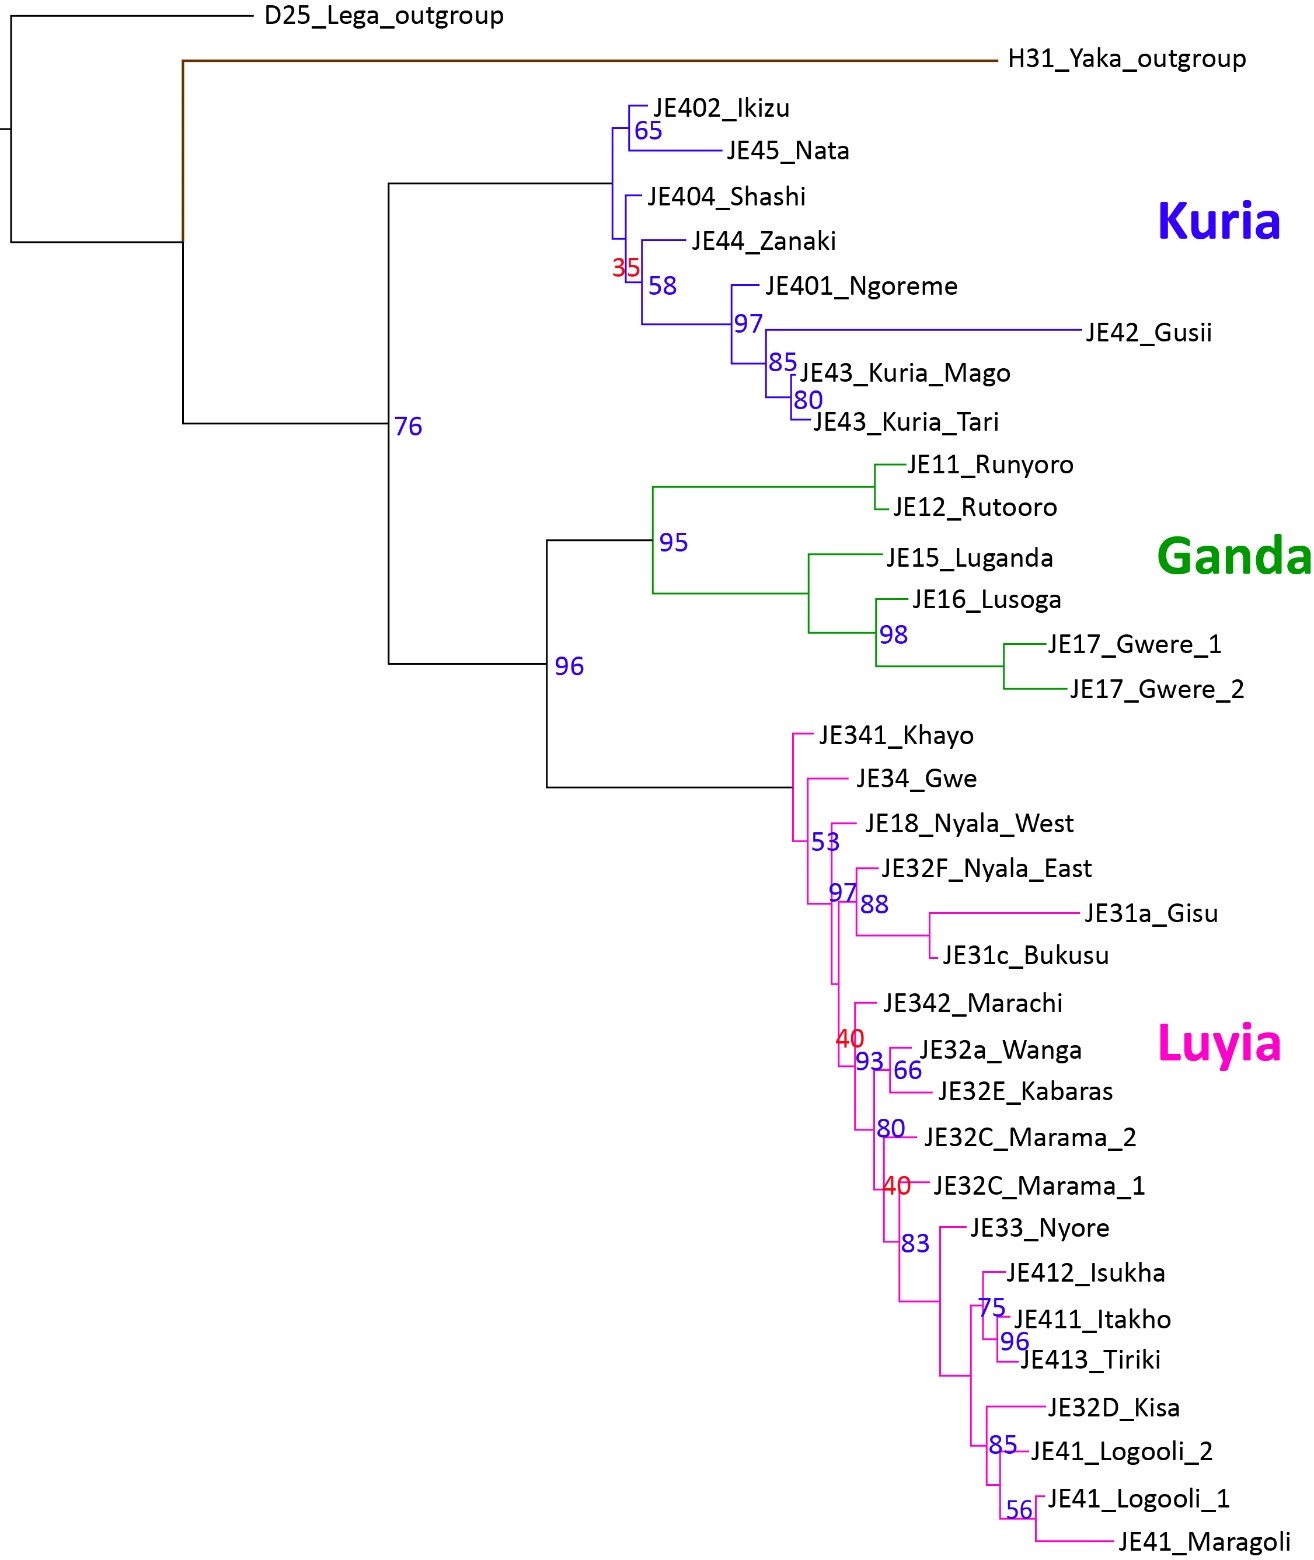 D25_Lega_outgroup
H31_Yaka_outgroup
JE402_Ikizu
65
JE45_Nata
JE404_Shashi
Kuria
JE44_Zanaki
35
58
JE401_Ngoreme
97
JE42_Gusii
85
JE43_Kuria_Mago
80
JE43_Kuria_Tari
76
JE11_Runyoro
JE12_Rutooro
95
JE15_Luganda
Ganda
JE16_Lusoga
98
JE17_Gwere_1
96
JE17_Gwere_2
JE341_Khayo
JE34_Gwe
JE18_Nyala_West
53
JE32F_Nyala_East
97
88
JE31a_Gisu
JE31c_Bukusu
JE342_Marachi
40
Luyia
JE32a_Wanga
93
66
JE32E_Kabaras
80
JE32C_Marama_2
40
JE32C_Marama_1
JE33_Nyore
83
JE412_Isukha
75
JE411_Itakho
96
JE413_Tiriki
JE32D_Kisa
85
JE41_Logooli_2
JE41_Logooli_1
56
JE41_Maragoli